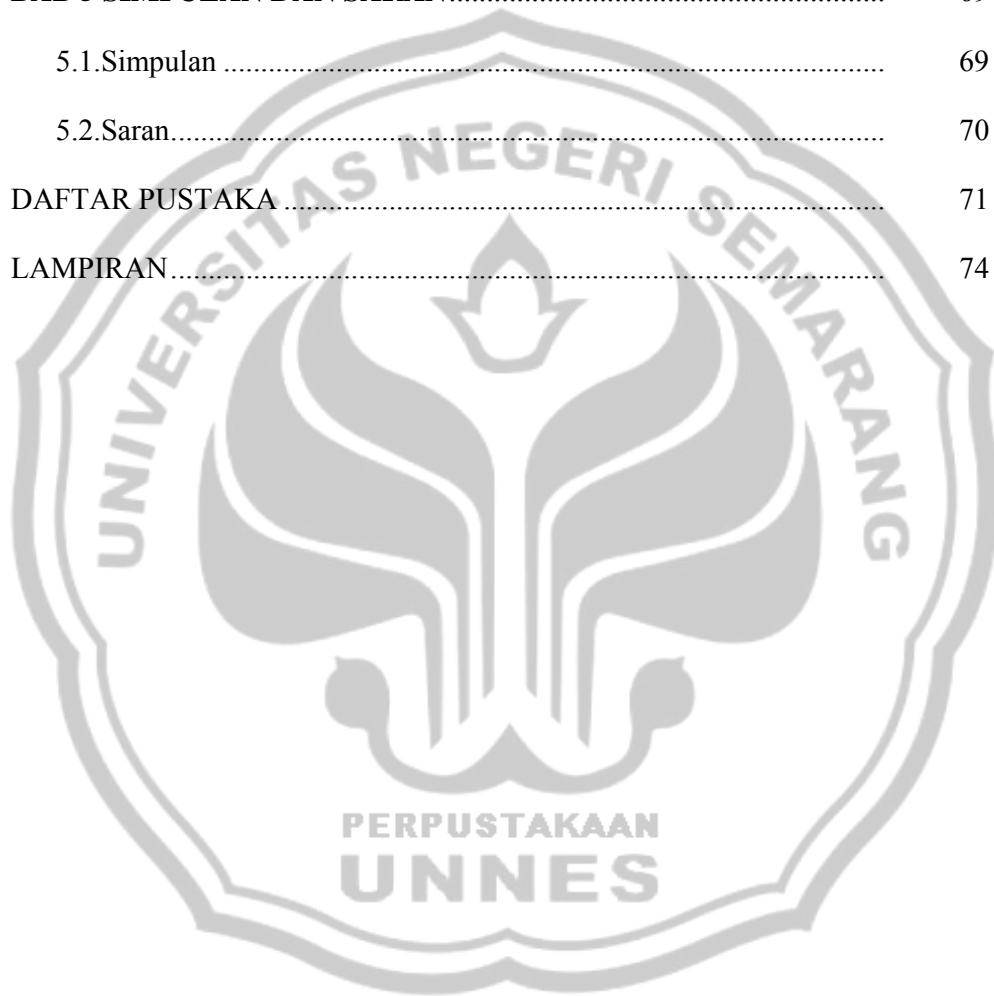 5.1.Simpulan ........................................................................................ 69
5.2.Saran............................................................................................... 70
DAFTAR PUSTAKA ................................................................................ 71
LAMPIRAN............................................................................................... 74
UNIVERSITAS NEGERI SEMARANG
PERPUSTAKAAN
UNNES